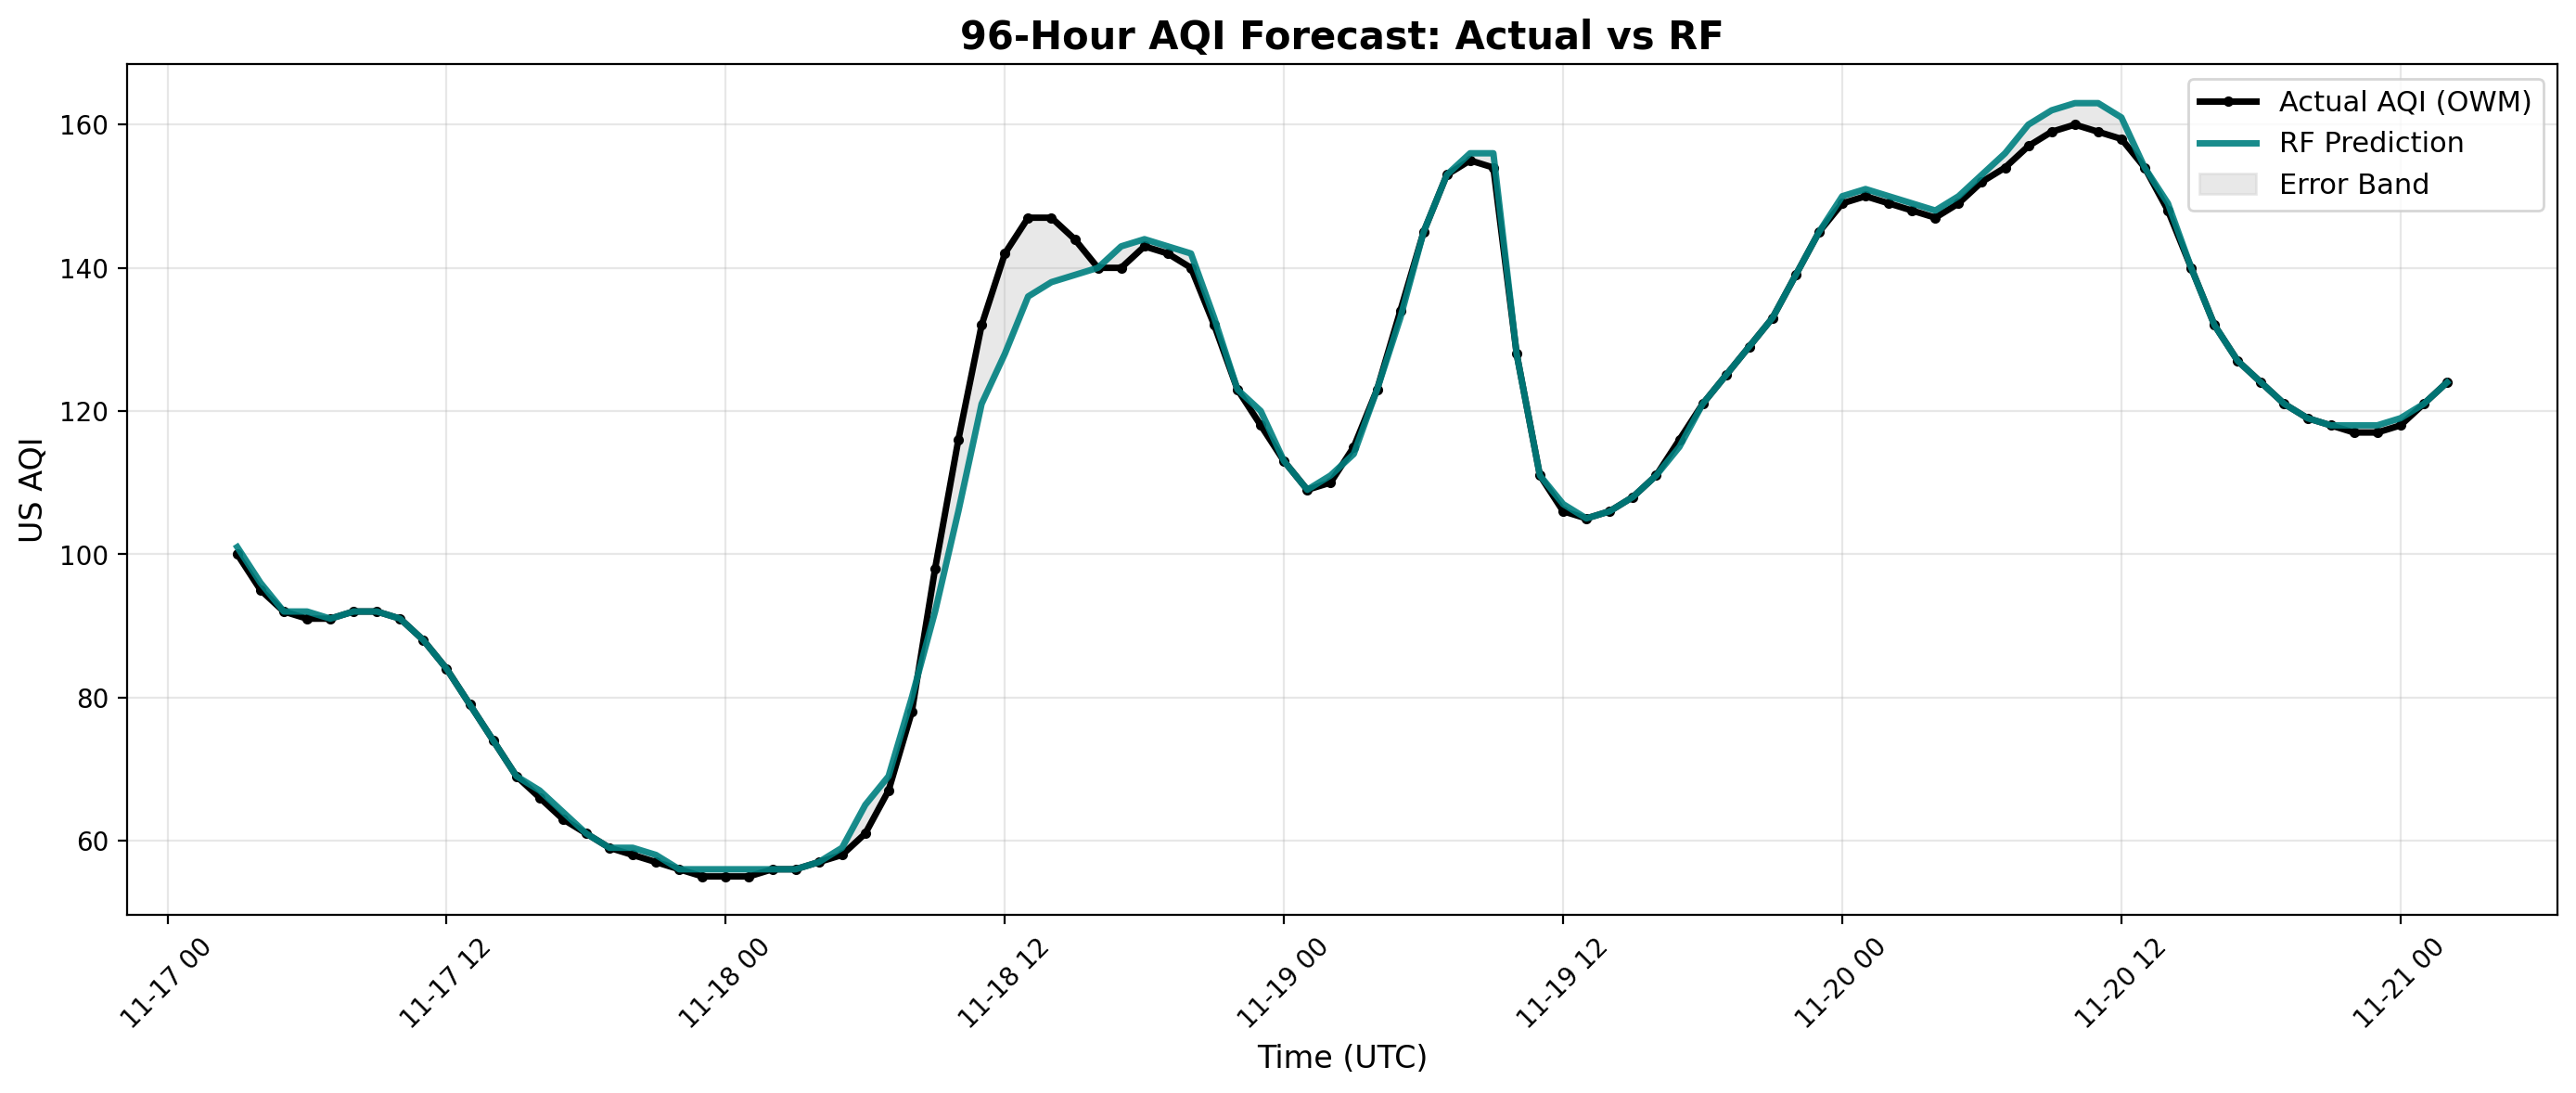 96-Hour AQI Forecast: Actual vs RF
Actual AQI (OWM)
RF Prediction
Error Band
US AQI
160
140
120
100
80
60
11-17 00
11-17 12
11-18 00
11-18 12
11-19 00
11-19 12
11-20 00
11-20 12
11-21 00
Time (UTC)